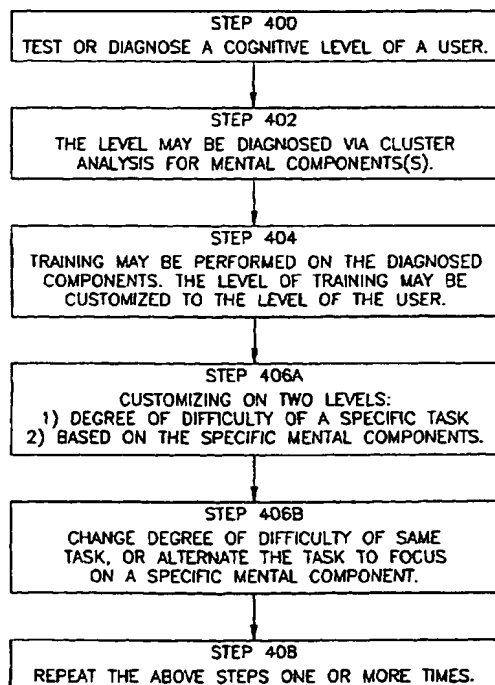 STEP 400
TEST OR DIAGNOSE A COGNITIVE LEVEL OF A USER.
STEP 402
THE LEVEL MAY BE DIAGNOSED VIA CLUSTER
ANALYSIS FOR MENTAL COMPONENTS(S).
STEP 404
TRAINING MAY BE PERFORMED ON THE DIAGNOSED
COMPONENTS. THE LEVEL OF TRAINING MAY BE
CUSTOMIZED TO THE LEVEL OF THE USER.
STEP 406A
CUSTOMIZING ON TWO LEVELS:
1) DEGREE OF DIFFICULTY OF A SPECIFIC TASK
2) BASED ON THE SPECIFIC MENTAL COMPONENTS.
STEP 406B
CHANGE DEGREE OF DIFFICULTY OF SAME
TASK, OR ALTERNATE THE TASK TO FOCUS
ON A SPECIFIC MENTAL COMPONENT.
STEP 408
REPEAT THE ABOVE STEPS ONE OR MORE TIMES.